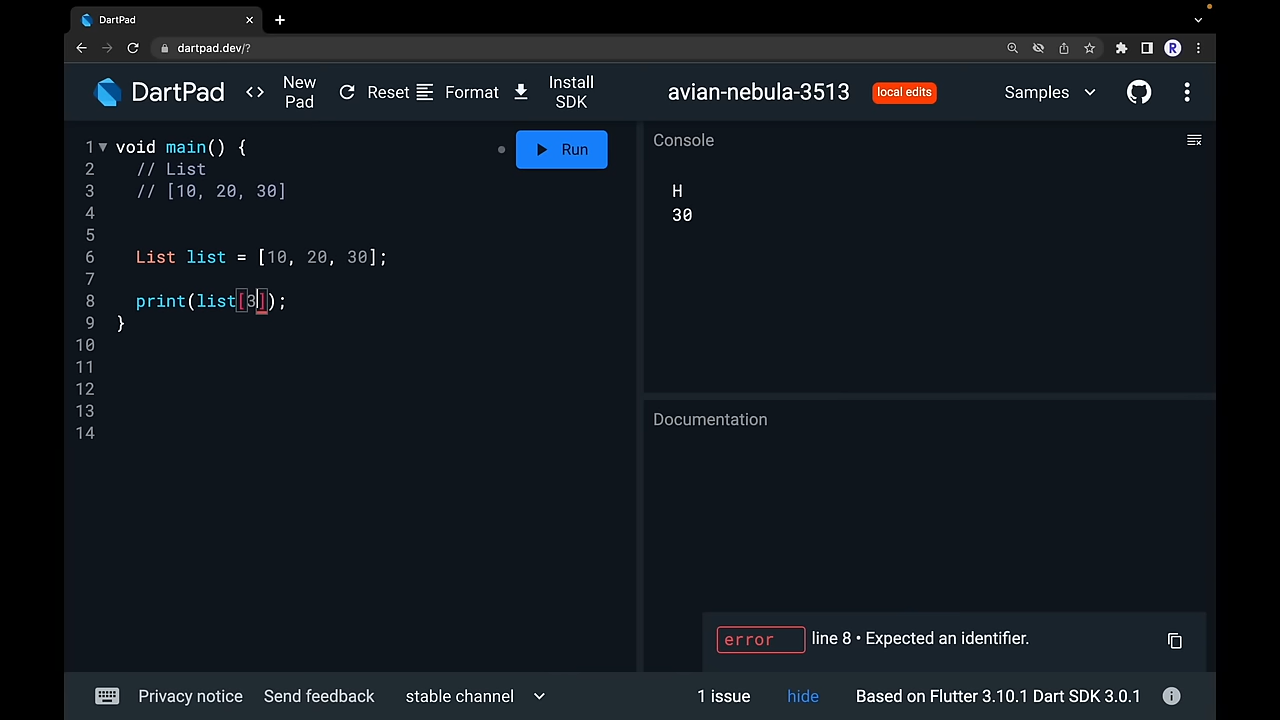 DartPad
dartpad.dev/?
R
DartPad
<> New Pad
Reset
Format
Install SDK
avian-nebula-3513
local edits
Samples
1 void main() {
2 // List
3 // [10, 20, 30]
4
5
6 List list = [10, 20, 30];
7
8 print(list[3]);
9 }
10
11
12
13
14
Run
Console
H
30
Documentation
error line 8 • Expected an identifier.
Privacy notice
Send feedback
stable channel
1 issue
hide
Based on Flutter 3.10.1 Dart SDK 3.0.1